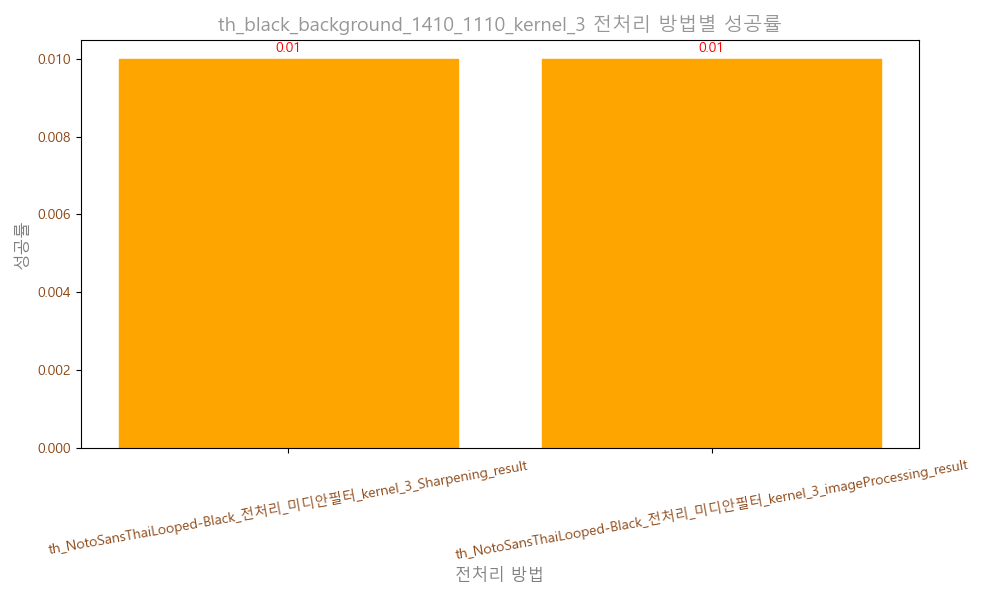 th_black_background_1410_1110_kernel_3 전처리 방법별 성공률
0.01
0.01
0.010
0.008
0.006
0.004
0.002
0.000
성공률
th_NotoSansThaiLooped-Black_전처리_미디안필터_kernel_3_Sharpening_result
th_NotoSansThaiLooped-Black_전처리_미디안필터_kernel_3_imageProcessing_result
전처리 방법